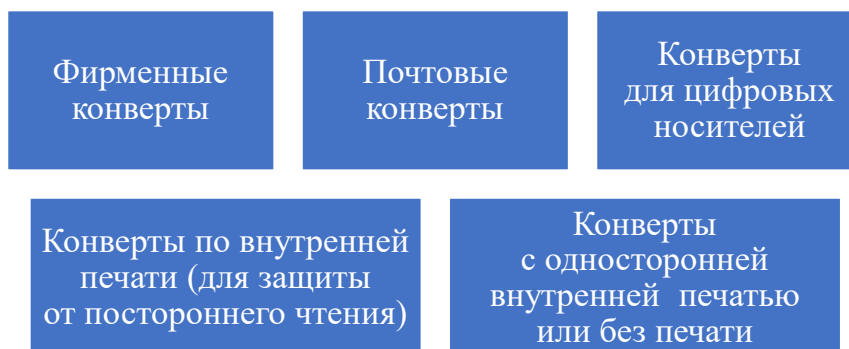 Фирменные
конверты
Почтовые
конверты
Конверты
для цифровых
носителей
Конверты по внутренней
печати (для защиты
от постороннего чтения)
Конверты
с односторонней
внутренней печатью
или без печати